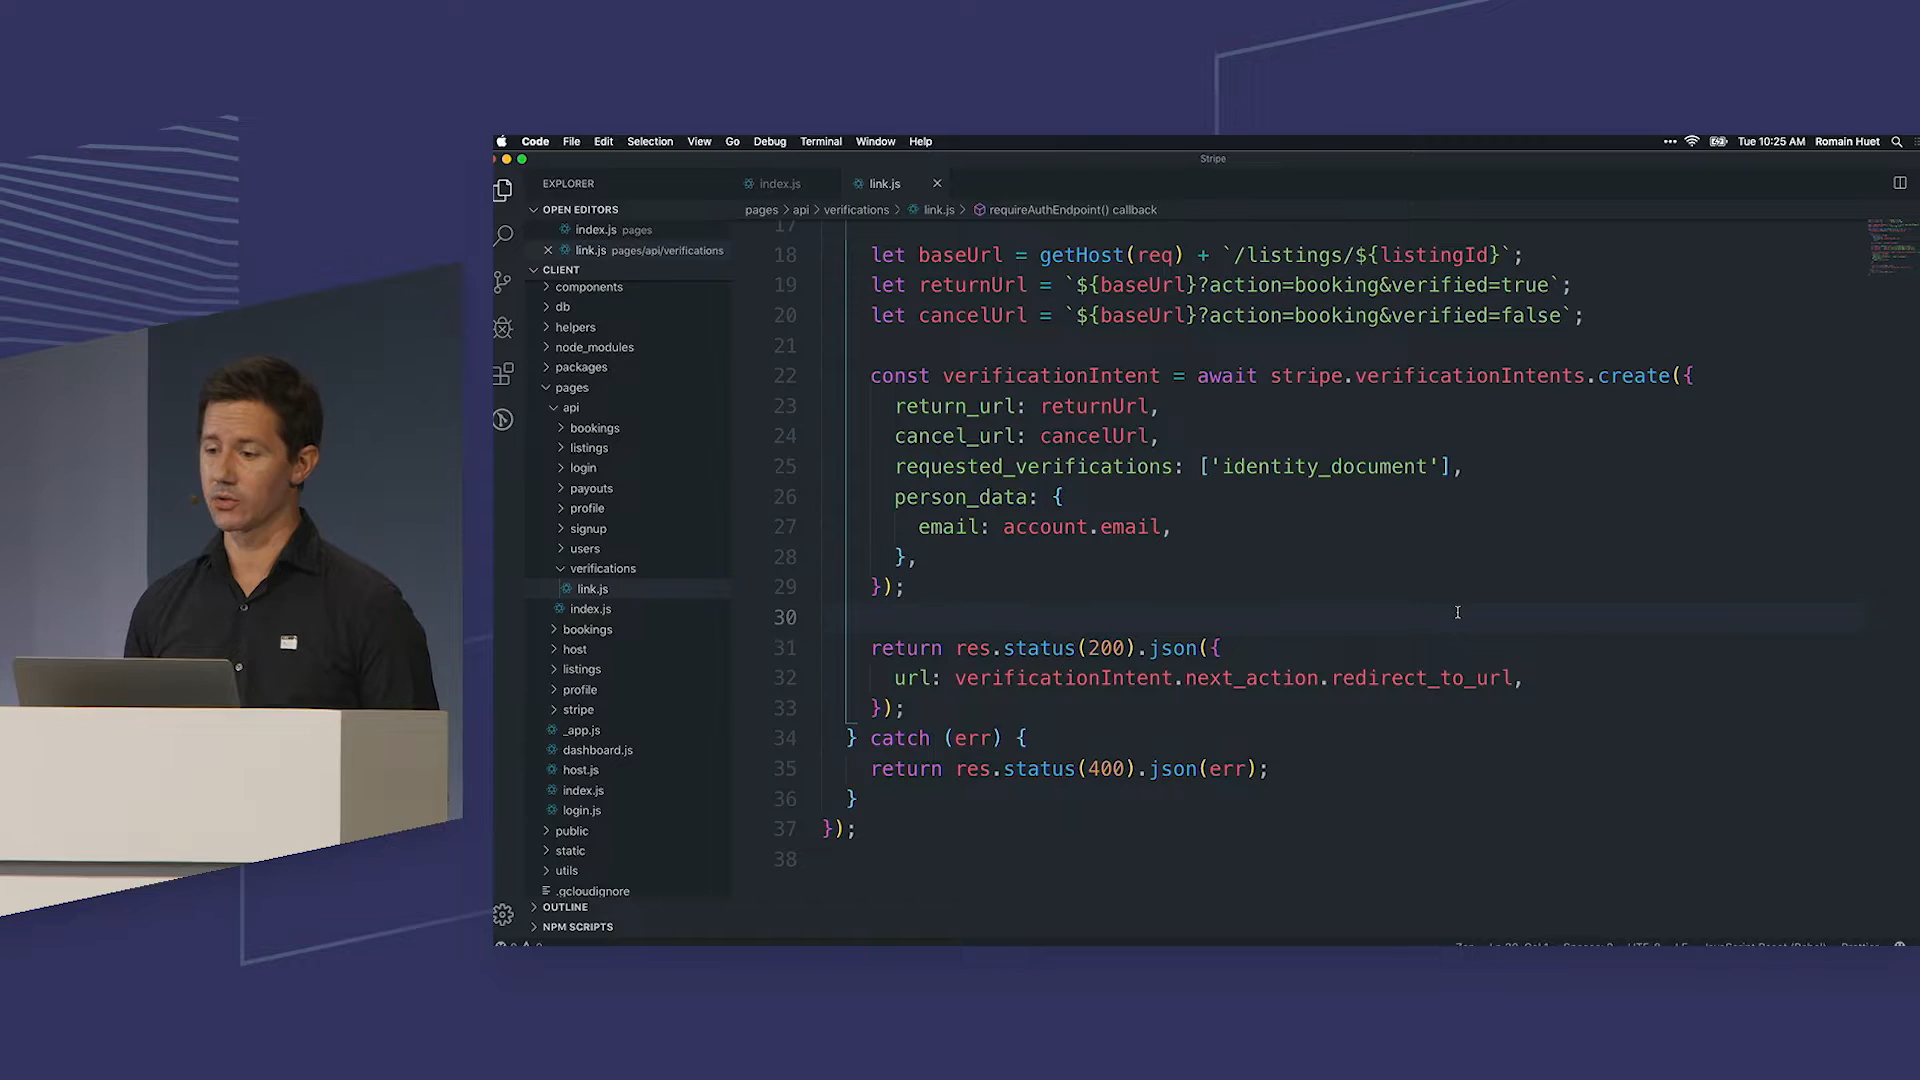 Code File Edit Selection View Go Debug Terminal Window Help
Tue 10:25 AM Romain Huet
Stripe
EXPLORER
index.js
link.js
OPEN EDITORS
pages > api > verifications > link.js > requireAuthEndpoint() callback
index.js pages
link.js pages/api/verifications
CLIENT
components
db
helpers
node_modules
packages
pages
api
bookings
listings
login
payouts
profile
signup
users
verifications
link.js
index.js
bookings
host
listings
profile
stripe
_app.js
dashboard.js
host.js
index.js
login.js
public
static
utils
.gcloudignore
OUTLINE
NPM SCRIPTS
17
18 let baseUrl = getHost(req) + `/listings/${listingId}`;
19 let returnUrl = `${baseUrl}?action=booking&verified=true`;
20 let cancelUrl = `${baseUrl}?action=booking&verified=false`;
21
22 const verificationIntent = await stripe.verificationIntents.create({
23 return_url: returnUrl,
24 cancel_url: cancelUrl,
25 requested_verifications: ['identity_document'],
26 person_data: {
27 email: account.email,
28 },
29 });
30
31 return res.status(200).json({
32 url: verificationIntent.next_action.redirect_to_url,
33 });
34 } catch (err) {
35 return res.status(400).json(err);
36 }
37 });
38